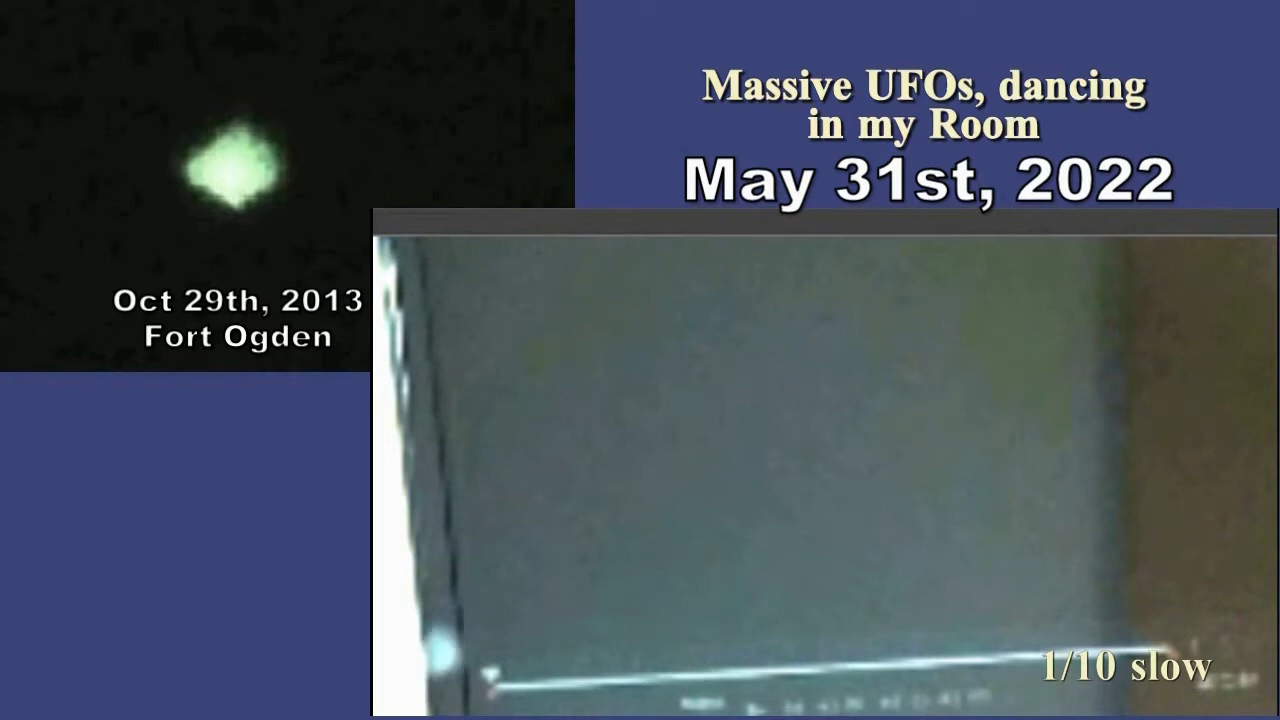 Massive UFOs, dancing
in my Room
May 31st, 2022
Oct 29th, 2013
Fort Ogden
1/10 slow